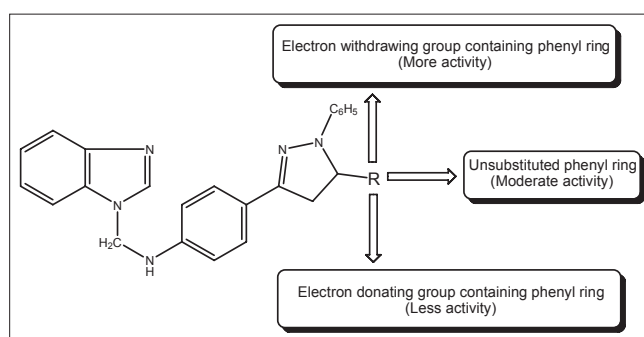 Electron withdrawing group containing phenyl ring
(More activity)
C6H5
N
N
N
N
R
Unsubstituted phenyl ring
(Moderate activity)
H2C
N
H
Electron donating group containing phenyl ring
(Less activity)